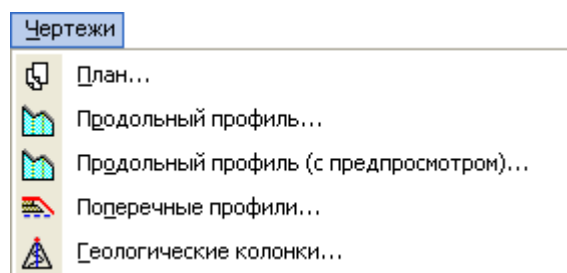 Чертежи
План...
Продольный профиль...
Продольный профиль (с предпросмотром)...
Поперечные профили...
Геологические колонки...